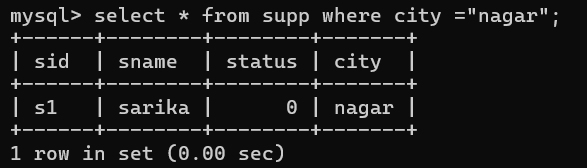 mysql> select * from supp where city ="nagar";
+------+--------+--------+-------+
| sid  | sname  | status | city  |
+------+--------+--------+-------+
| s1   | sarika |      0 | nagar |
+------+--------+--------+-------+
1 row in set (0.00 sec)